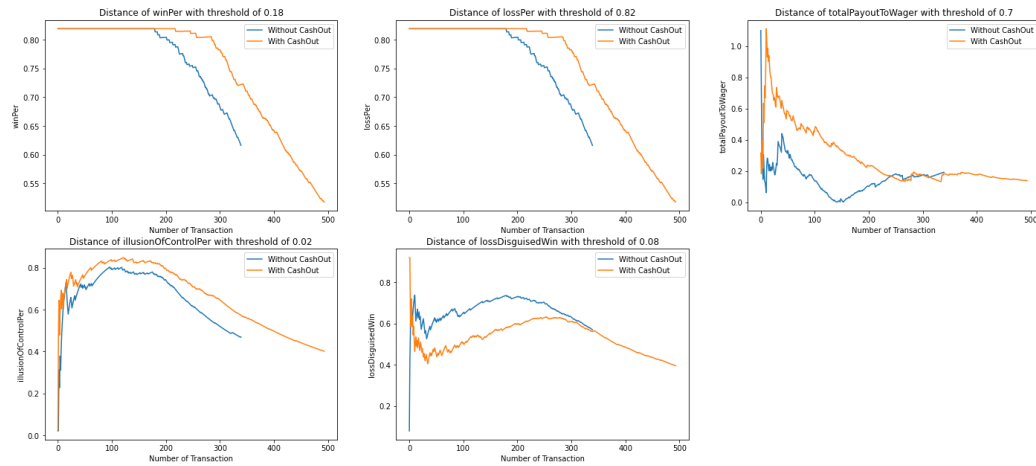 Distance of winPer with threshold of 0.18
Without CashOut
With CashOut
winPer
0.80
0.75
0.70
0.65
0.60
0.55
0 100 200 300 400 500
Number of Transaction
Distance of lossPer with threshold of 0.82
Without CashOut
With CashOut
lossPer
0.80
0.75
0.70
0.65
0.60
0.55
0 100 200 300 400 500
Number of Transaction
Distance of totalPayoutToWager with threshold of 0.7
Without CashOut
With CashOut
totalPayoutToWager
1.0
0.8
0.6
0.4
0.2
0.0
0 100 200 300 400 500
Number of Transaction
Distance of illusionOfControlPer with threshold of 0.02
Without CashOut
With CashOut
illusionOfControlPer
0.8
0.6
0.4
0.2
0.0
0 100 200 300 400 500
Number of Transaction
Distance of lossDisguisedWin with threshold of 0.08
Without CashOut
With CashOut
lossDisguisedWin
0.8
0.6
0.4
0.2
0 100 200 300 400 500
Number of Transaction